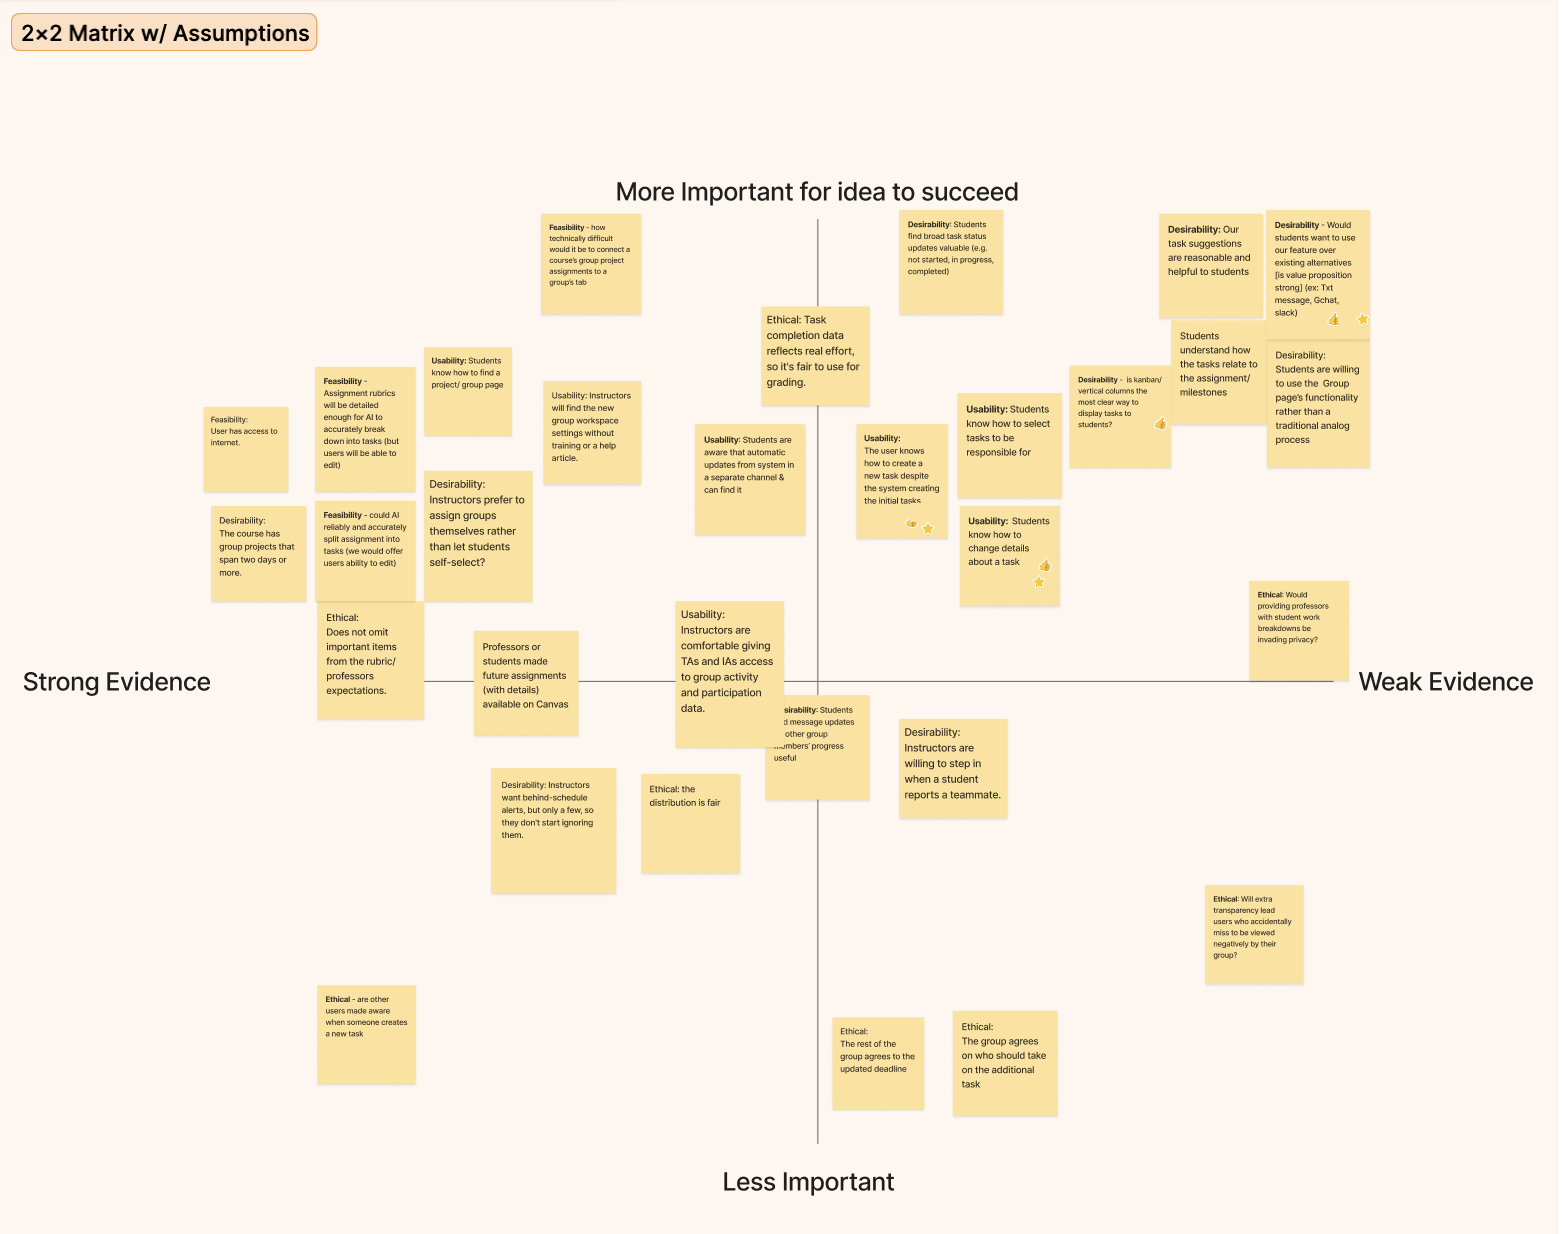 2×2 Matrix w/ Assumptions
More Important for idea to succeed
Feasibility - how
technically difficult
would it be to connect a
course's group project
assignments to a
group's tab
Desirability: Students
find broad task status
updates valuable (e.g.
not started, in progress,
completed)
Desirability: Our
task suggestions
are reasonable and
helpful to students
Desirability - Would
students want to use
our feature over
existing alternatives
[is value proposition
strong] (ex: Txt
message, Gchat,
slack)
Ethical: Task
completion data
reflects real effort,
so it's fair to use for
grading.
Students
understand how
the tasks relate to
the assignment/
milestones
Desirability:
Students are willing
to use the Group
page's functionality
rather than a
traditional analog
process
Usability: Students
know how to find a
project/ group page
Feasibility -
Assignment rubrics
will be detailed
enough for AI to
accurately break
down into tasks (but
users will be able to
edit)
Usability: Instructors
will find the new
group workspace
settings without
training or a help
article.
Desirability - is kanban/
vertical columns the
most clear way to
display tasks to
students?
Feasibility:
User has access to
internet.
Usability: Students
know how to select
tasks to be
responsible for
Usability: Students are
aware that automatic
updates from system in
a separate channel &
can find it
Usability:
The user knows
how to create a
new task despite
the system creating
the initial tasks
Desirability:
Instructors prefer to
assign groups
themselves rather
than let students
self-select?
Desirability:
The course has
group projects that
span two days or
more.
Feasibility - could AI
reliably and accurately
split assignment into
tasks (we would offer
users ability to edit)
Usability: Students
know how to
change details
about a task
Ethical: Would
providing professors
with student work
breakdowns be
invading privacy?
Ethical:
Does not omit
important items
from the rubric/
professors
expectations.
Professors or
students made
future assignments
(with details)
available on Canvas
Usability:
Instructors are
comfortable giving
TAs and IAs access
to group activity
and participation
data.
Strong Evidence
Weak Evidence
Students
message updates
other group
progress
useful
Desirability:
Instructors are
willing to step in
when a student
reports a teammate.
Desirability: Instructors
want behind-schedule
alerts, but only a few, so
they don't start ignoring
them.
Ethical: the
distribution is fair
Ethical: Will extra
transparency lead
users who accidentally
miss to be viewed
negatively by their
group?
Ethical - are other
users made aware
when someone creates
a new task
Ethical:
The rest of the
group agrees to the
updated deadline
Ethical:
The group agrees
on who should take
on the additional
task
Less Important